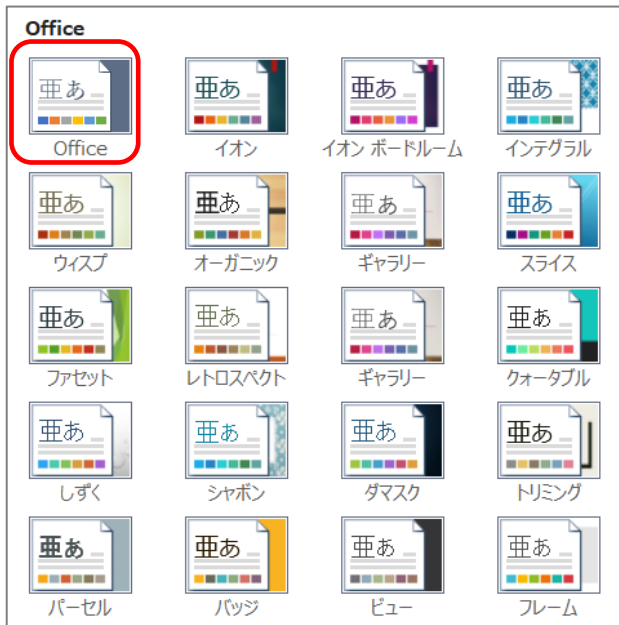 Office
亜あ 亜あ 亜あ 亜あ
Office イオン イオン ボードルーム インテグラル
亜あ 亜あ 亜あ 亜あ
ウィスプ オーガニック ギャラリー スライス
亜あ 亜あ 亜あ 亜あ
ファセット レトロスペクト ギャラリー クォータブル
亜あ 亜あ 亜あ 亜あ
しずく シャボン ダマスク トリミング
亜あ 亜あ 亜あ 亜あ
パーセル バッジ ビュー フレーム